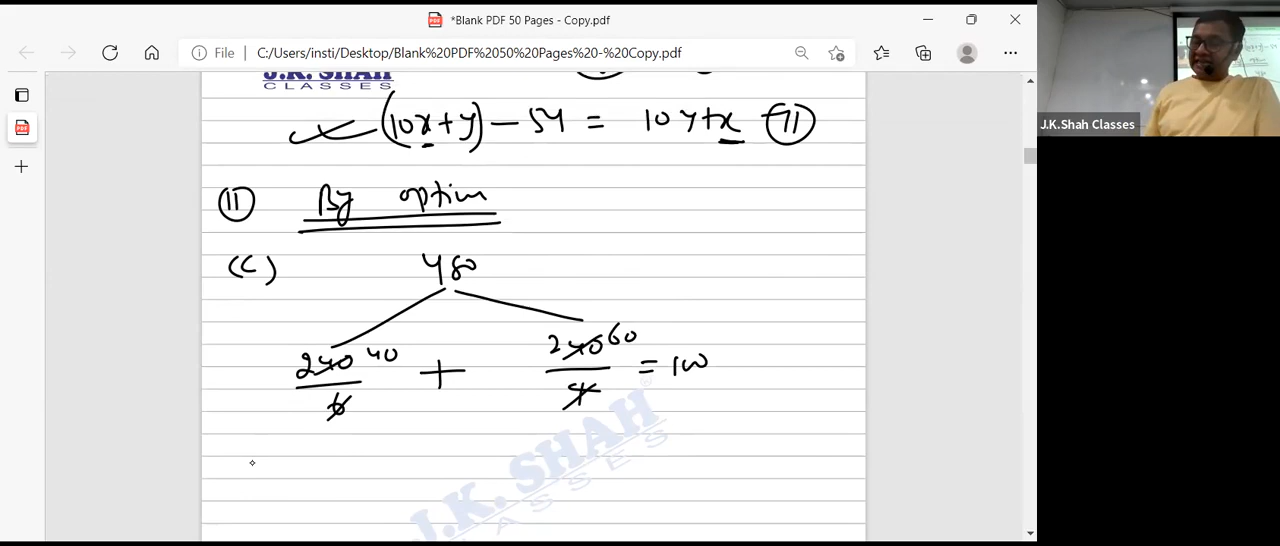 *Blank PDF 50 Pages - Copy.pdf
File C:/Users/insti/Desktop/Blank%20PDF%2050%20Pages%20-%20Copy.pdf
J.K. SHAH
CLASSES
(10x+y) - 54 = 10y+x (11)
J.K.Shah Classes
(11) By option
(C) 480
240/6 40 + 240/4 60 = 100
J.K. SHAH
CLASSES